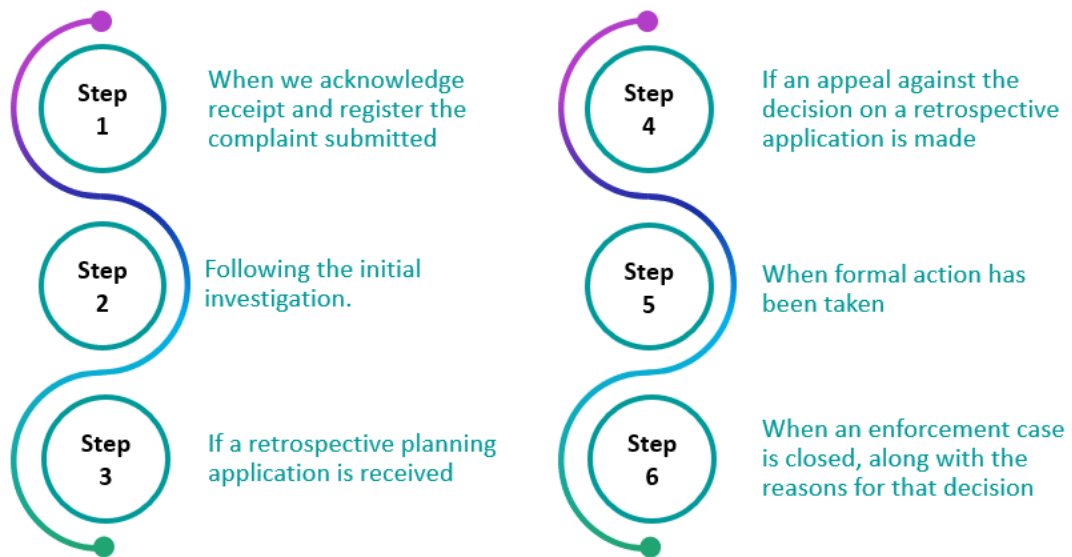 Step
1
When we acknowledge
receipt and register the
complaint submitted
Step
2
Following the initial
investigation.
Step
3
If a retrospective planning
application is received
Step
4
If an appeal against the
decision on a retrospective
application is made
Step
5
When formal action has
been taken
Step
6
When an enforcement case
is closed, along with the
reasons for that decision